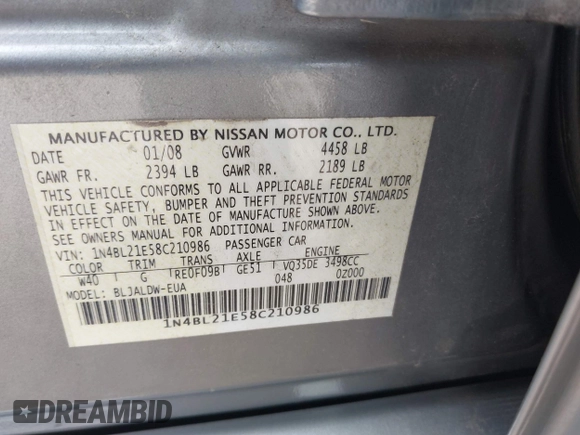 MANUFACTURED BY NISSAN MOTOR CO., LTD.
DATE 01/08 GVWR 4458 LB
GAWR FR. 2394 LB GAWR RR. 2189 LB
THIS VEHICLE CONFORMS TO ALL APPLICABLE FEDERAL MOTOR
VEHICLE SAFETY, BUMPER AND THEFT PREVENTION STANDARDS
IN EFFECT ON THE DATE OF MANUFACTURE SHOWN ABOVE.
SEE OWNERS MANUAL FOR ADDITIONAL INFORMATION.
VIN: 1N4BL21E58C210986 PASSENGER CAR
COLOR TRIM TRANS AXLE ENGINE
W40 G RE0F09B GE51 VQ35DE 3498CC
048 0Z000
MODEL: BLJALDW-EUA
1N4BL21E58C210986
DREAMBID